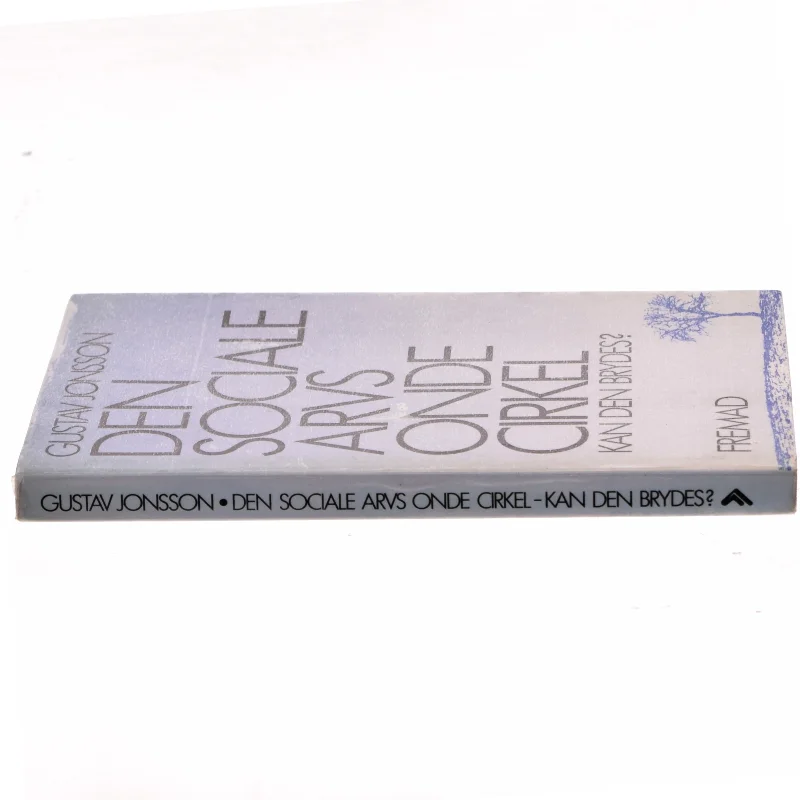 GUSTAV JONSSON
DEN
SOCIALE
ARVS
ONDE
CIRKEL
KAN DEN BRYDES?
FREMAD
GUSTAV JONSSON • DEN SOCIALE ARVS ONDE CIRKEL – KAN DEN BRYDES?